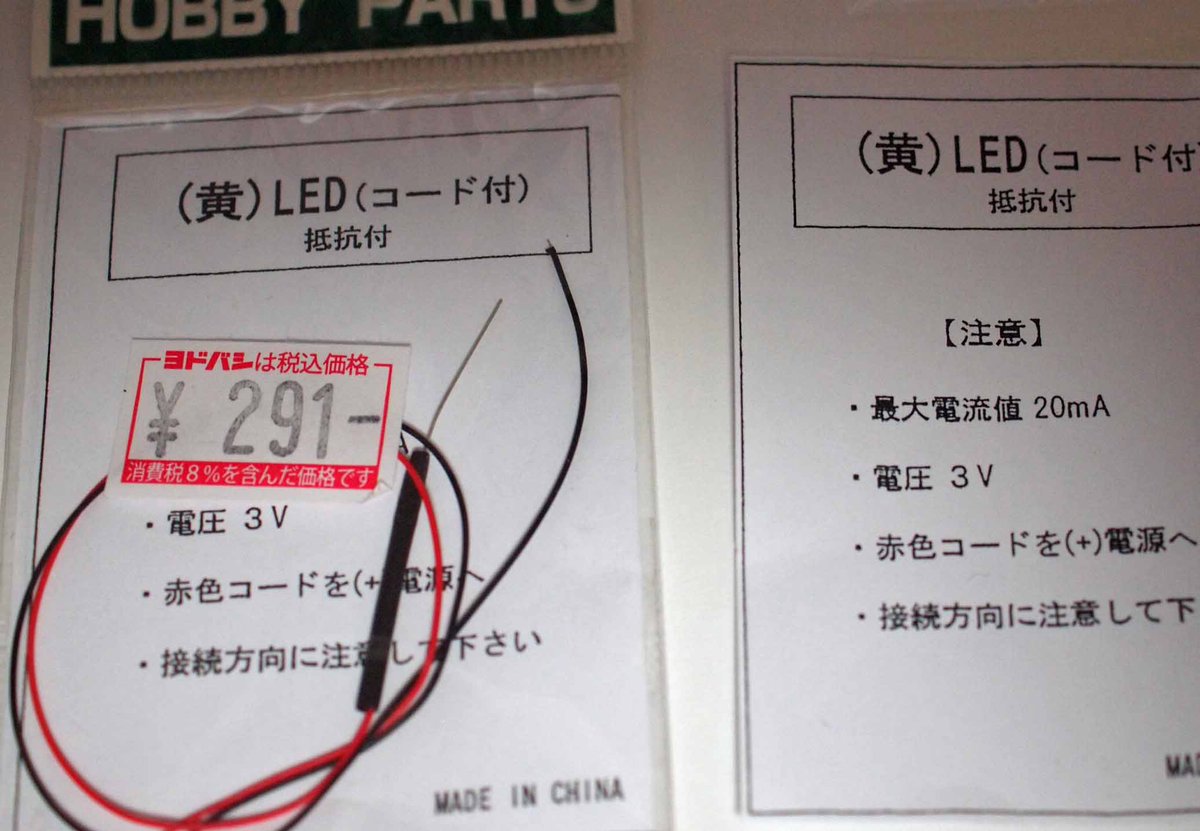 HOBBY PARTS
(黄)LED(コード付)
抵抗付
ヨドバシは税込価格
¥ 291-
消費税8%を含んだ価格です
・電圧 3V
・赤色コードを(+)電源へ
・接続方向に注意して下さい
MADE IN CHINA
(黄)LED(コード付)
抵抗付
【注意】
・最大電流値 20mA
・電圧 3V
・赤色コードを(+)電源へ
・接続方向に注意して下
MAD